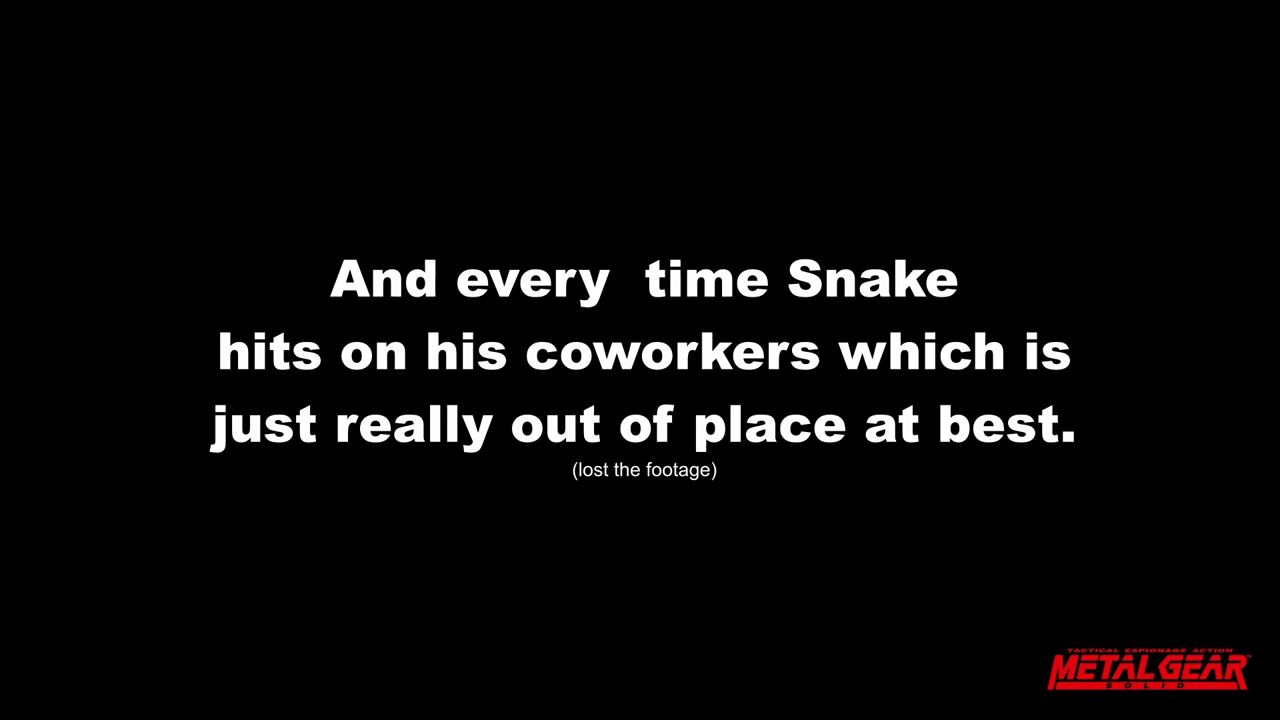 And every  time Snake
hits on his coworkers which is
just really out of place at best.
(lost the footage)
TACTICAL ESPIONAGE ACTION
METAL GEAR™
SOLID